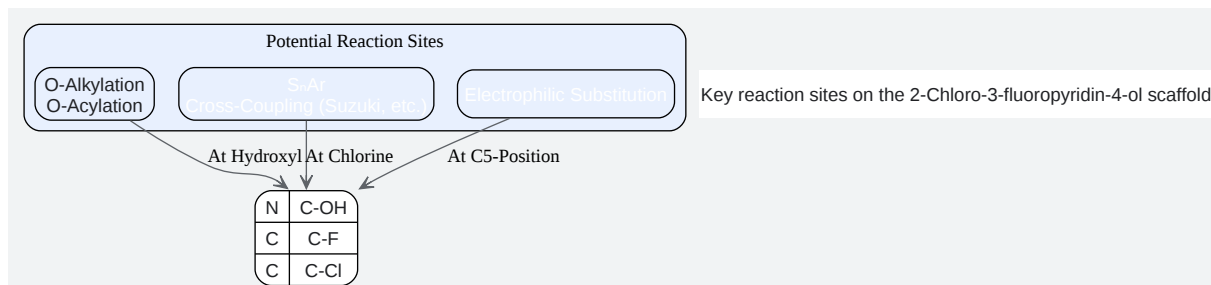 Potential Reaction Sites
O-Alkylation
O-Acylation
SₙAr
Cross-Coupling (Suzuki, etc.)
Electrophilic Substitution
Key reaction sites on the 2-Chloro-3-fluoropyridin-4-ol scaffold
At Hydroxyl
At Chlorine
At C5-Position
N C-OH
C C-F
C C-Cl